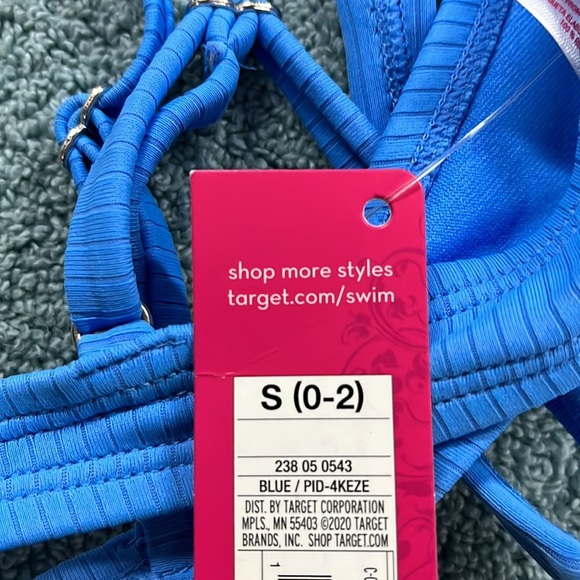 shop more styles
target.com/swim
S (0-2)
238 05 0543
BLUE / PID-4KEZE
DIST. BY TARGET CORPORATION
MPLS., MN 55403 ©2020 TARGET
BRANDS, INC. SHOP TARGET.COM
1